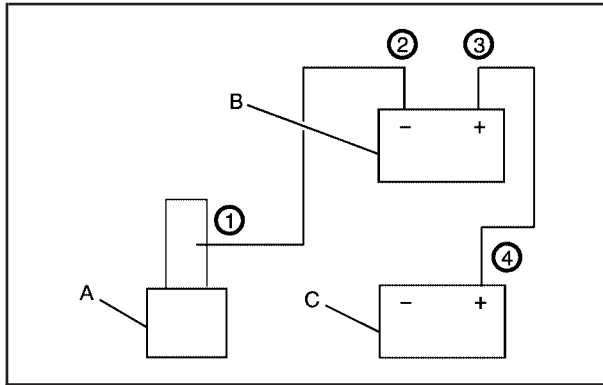 ② ③
B
− +
①
④
A
C
− +